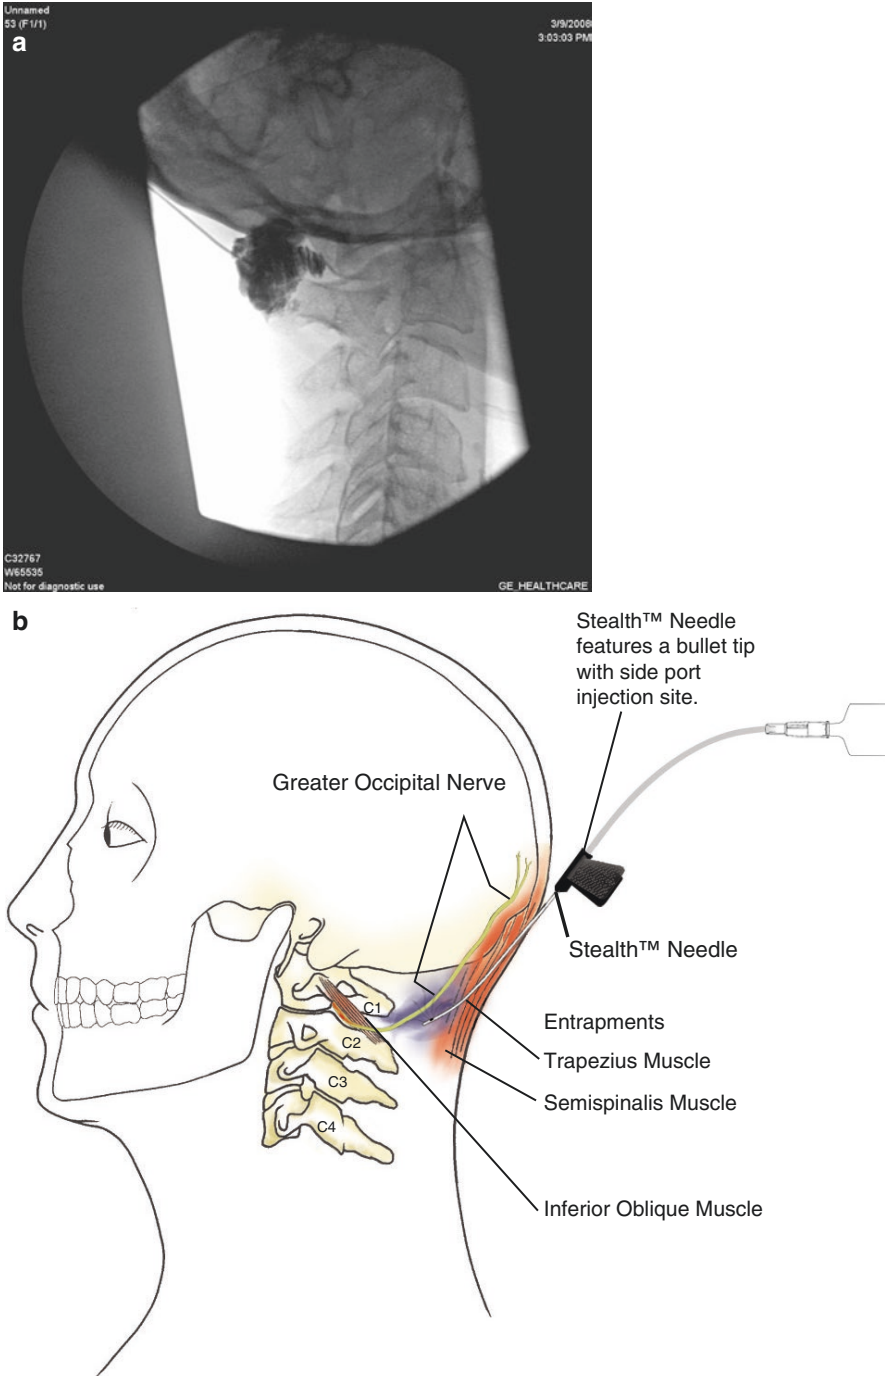 Unnamed
53 (F1/1)
3/9/2006
3:03:03 PM
a
C32767
W65535
Not for diagnostic use
GE_HEALTHCARE
b
Stealth™ Needle
features a bullet tip
with side port
injection site.
Greater Occipital Nerve
Stealth™ Needle
C1
Entrapments
C2
Trapezius Muscle
C3
Semispinalis Muscle
C4
Inferior Oblique Muscle